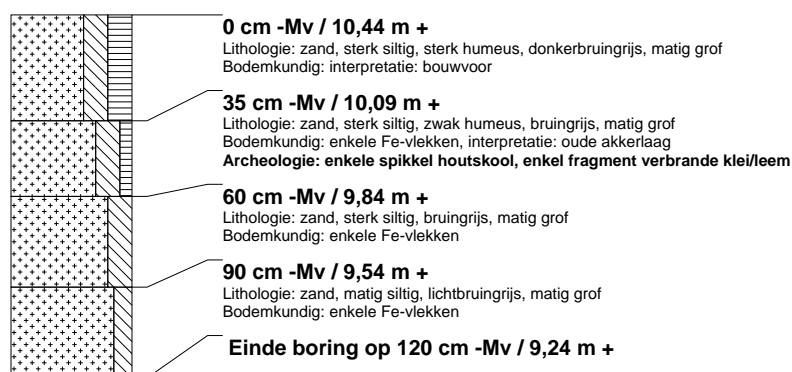 0 cm -Mv / 10,44 m +
Lithologie: zand, sterk siltig, sterk humeus, donkerbruingrijs, matig grof
Bodemkundig: interpretatie: bouwvoor
35 cm -Mv / 10,09 m +
Lithologie: zand, sterk siltig, zwak humeus, bruingrijs, matig grof
Bodemkundig: enkele Fe-vlekken, interpretatie: oude akkerlaag
Archeologie: enkele spikkel houtskool, enkel fragment verbrande klei/leem
60 cm -Mv / 9,84 m +
Lithologie: zand, sterk siltig, bruingrijs, matig grof
Bodemkundig: enkele Fe-vlekken
90 cm -Mv / 9,54 m +
Lithologie: zand, matig siltig, lichtbruingrijs, matig grof
Bodemkundig: enkele Fe-vlekken
Einde boring op 120 cm -Mv / 9,24 m +